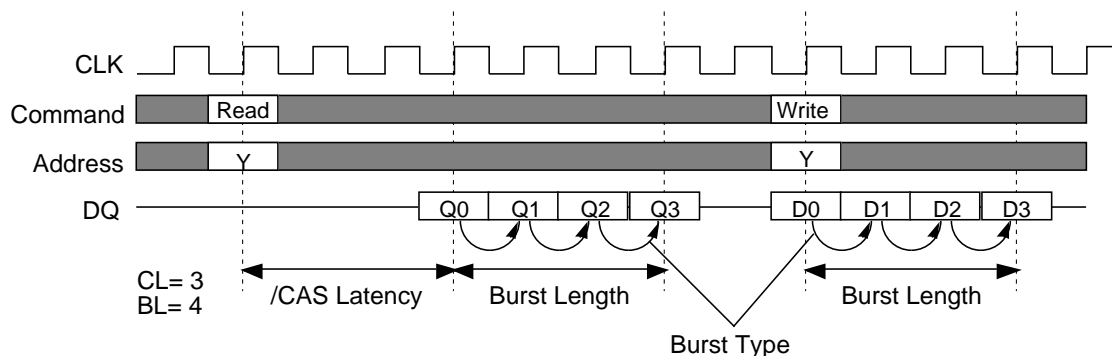 CLK
Command Read Write
Address Y Y
DQ Q0 Q1 Q2 Q3 D0 D1 D2 D3
CL= 3
BL= 4
/CAS Latency Burst Length Burst Length
Burst Type